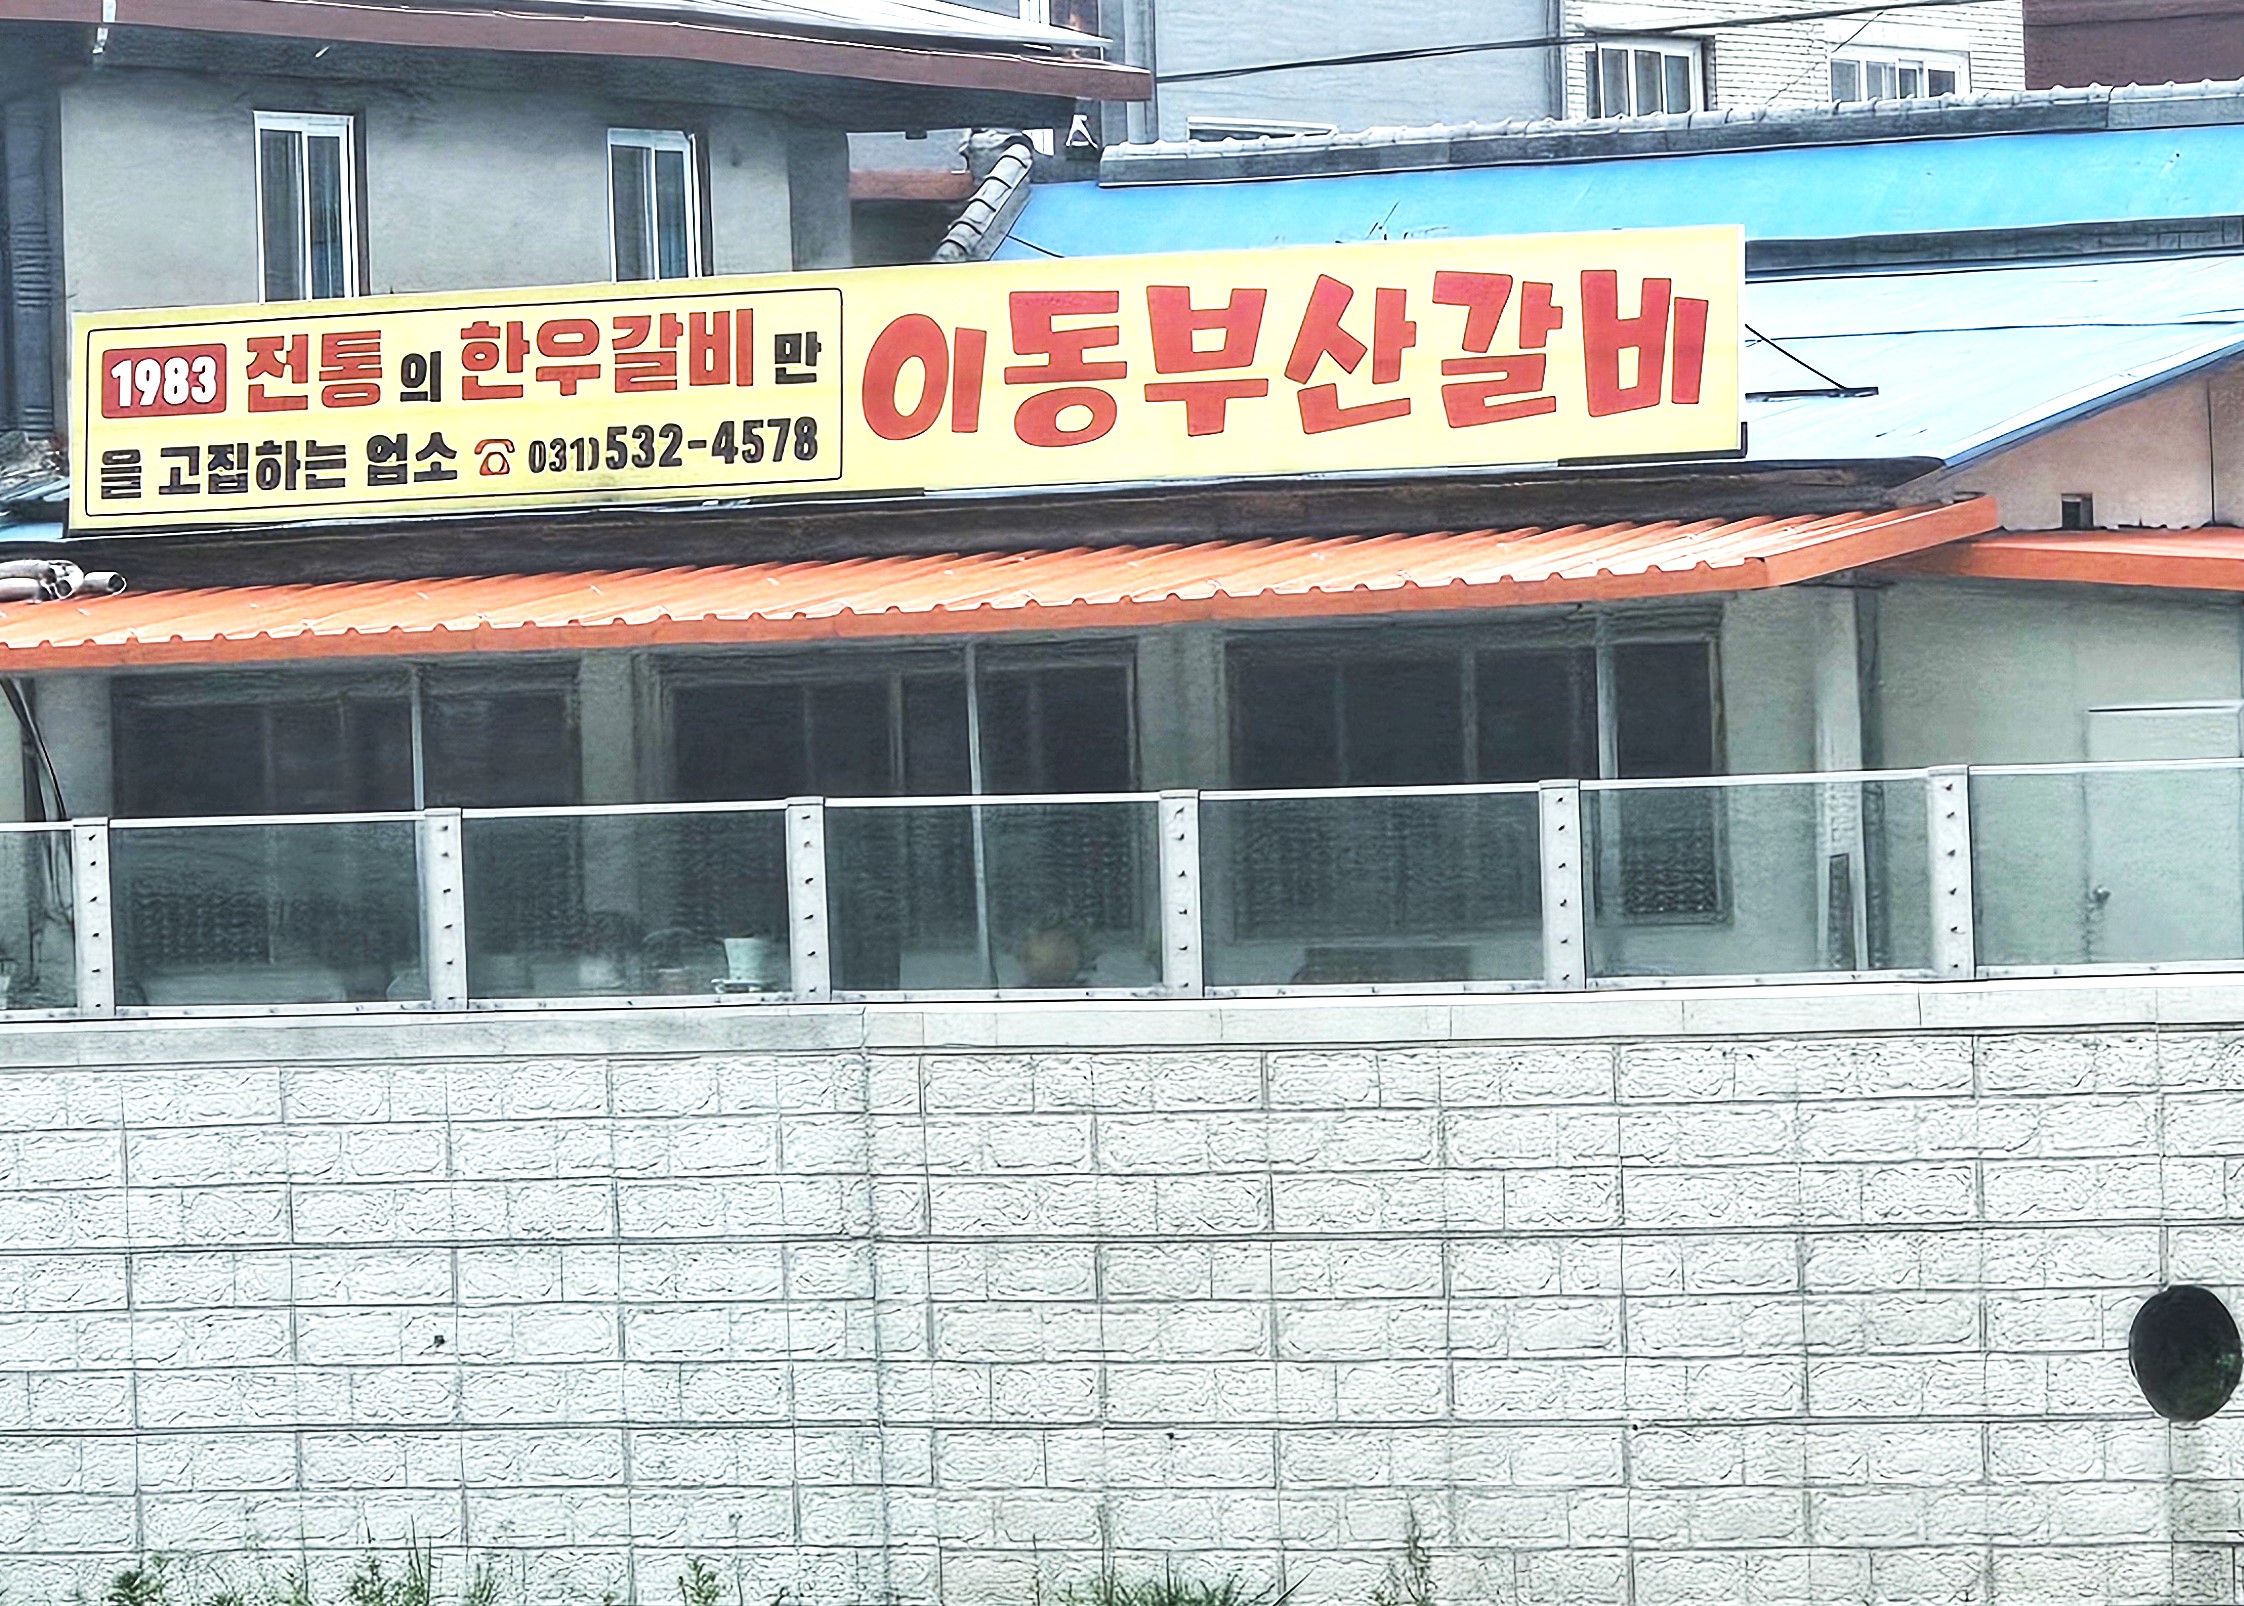 1983 전통의 한우갈비만
을 고집하는 업소 ☎ 031)532-4578
이동부산갈비